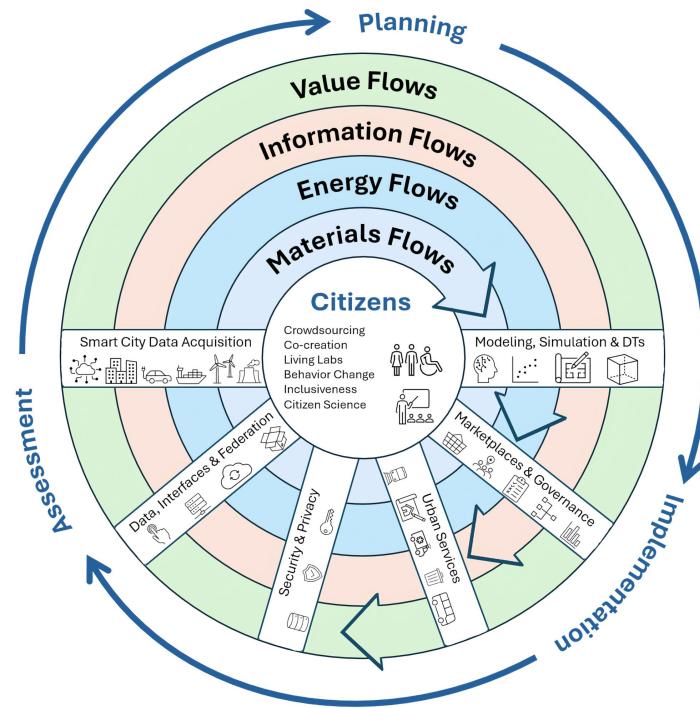 Planning
Value Flows
Information Flows
Energy Flows
Materials Flows
Citizens
Crowdsourcing
Co-creation
Living Labs
Behavior Change
Inclusiveness
Citizen Science
Smart City Data Acquisition
Modeling, Simulation & DTs
Data, Interfaces & Federation
Security & Privacy
Urban Services
Marketplaces & Governance
Assessment
Implementation